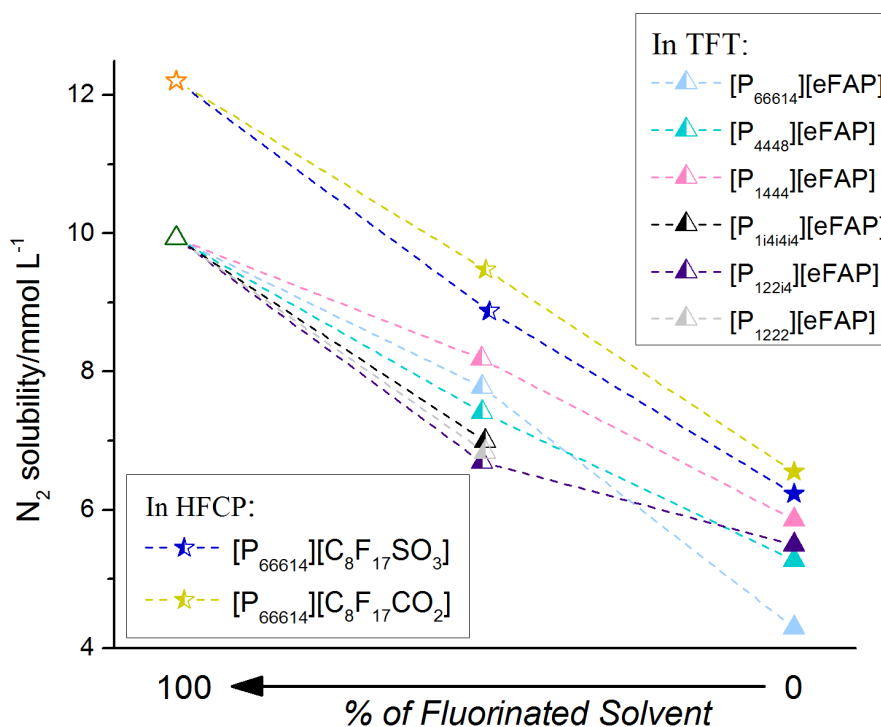 In TFT:
[P66614][eFAP]
[P4448][eFAP]
[P1444][eFAP]
[P1i4i4i4][eFAP]
[P122i4][eFAP]
[P1222][eFAP]
12
10
8
6
4
N2 solubility/mmol L-1
In HFCP:
[P66614][C8F17SO3]
[P66614][C8F17CO2]
100
0
% of Fluorinated Solvent